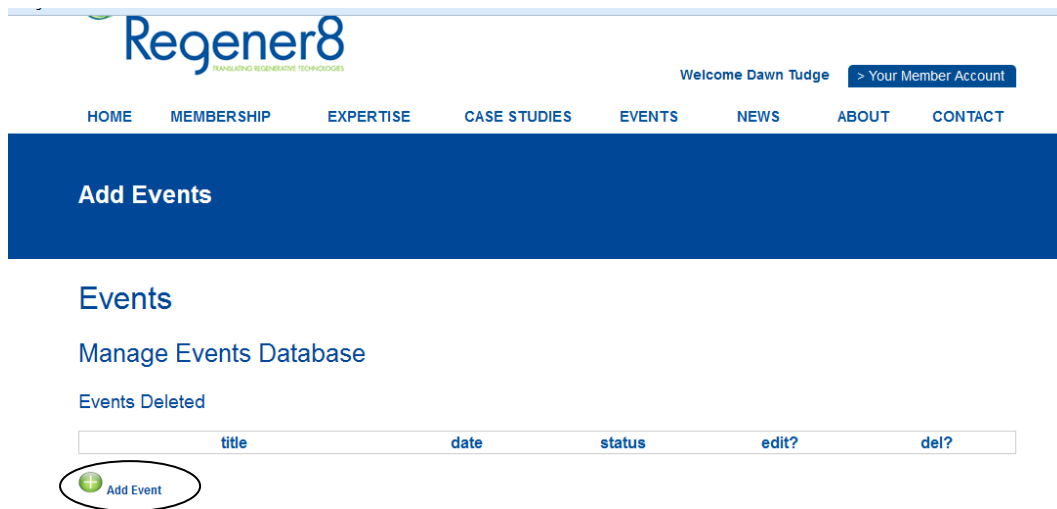 Regener8
TRANSLATING REGENERATIVE TECHNOLOGIES
Welcome Dawn Tudge > Your Member Account
HOME MEMBERSHIP EXPERTISE CASE STUDIES EVENTS NEWS ABOUT CONTACT
Add Events
Events
Manage Events Database
Events Deleted
title date status edit? del?
Add Event